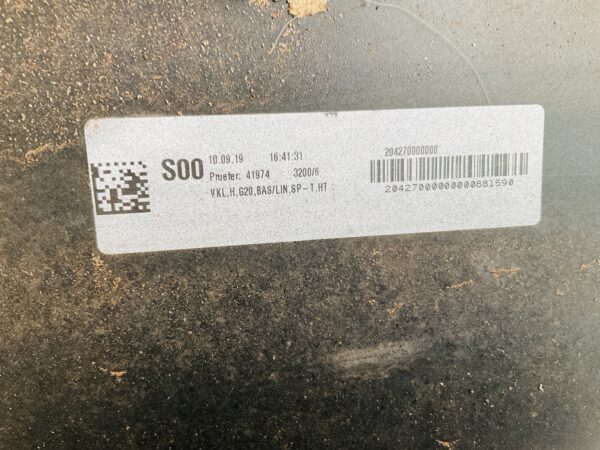 S00
10.09.19 16:41:31
Pruefer: 41974 3200/6
VKL,H,G20,BAS/LIN,SP-1,HT
204270000000
20427000000000881590